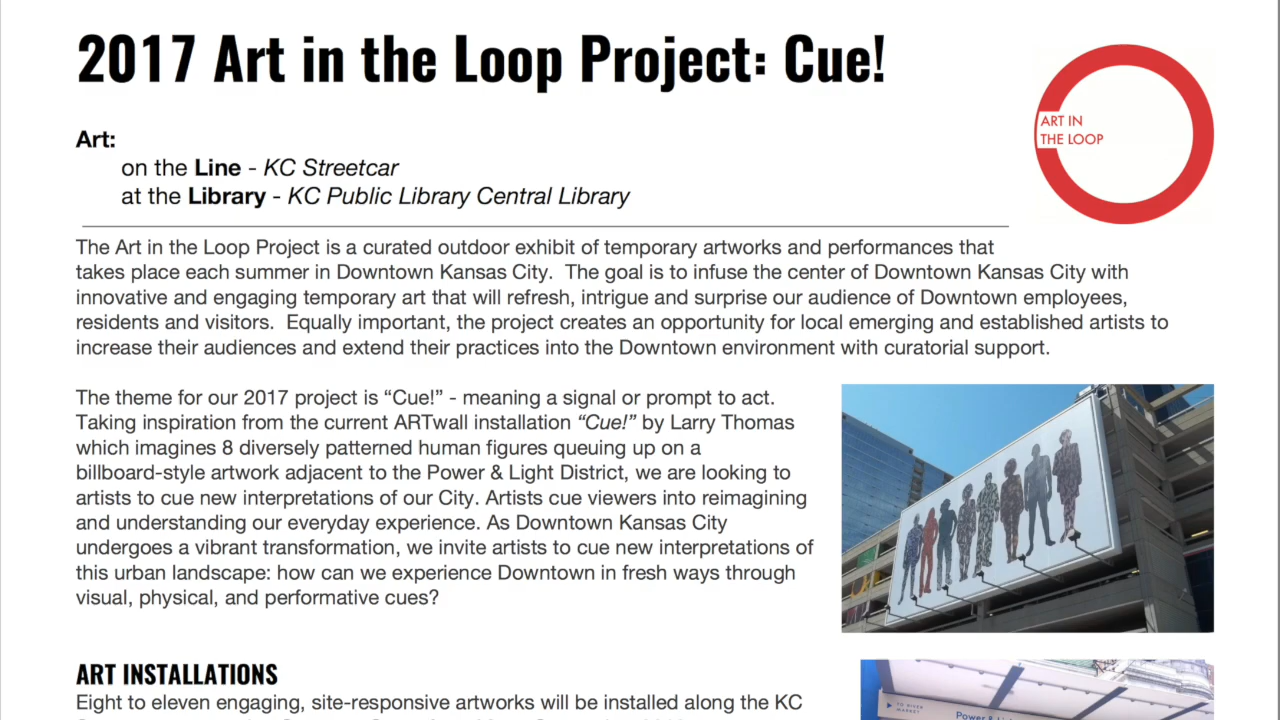 2017 Art in the Loop Project: Cue!
ART IN
THE LOOP
Art:
on the Line - KC Streetcar
at the Library - KC Public Library Central Library
The Art in the Loop Project is a curated outdoor exhibit of temporary artworks and performances that
takes place each summer in Downtown Kansas City.  The goal is to infuse the center of Downtown Kansas City with
innovative and engaging temporary art that will refresh, intrigue and surprise our audience of Downtown employees,
residents and visitors.  Equally important, the project creates an opportunity for local emerging and established artists to
increase their audiences and extend their practices into the Downtown environment with curatorial support.
The theme for our 2017 project is “Cue!” - meaning a signal or prompt to act.
Taking inspiration from the current ARTwall installation “Cue!” by Larry Thomas
which imagines 8 diversely patterned human figures queuing up on a
billboard-style artwork adjacent to the Power & Light District, we are looking to
artists to cue new interpretations of our City. Artists cue viewers into reimagining
and understanding our everyday experience. As Downtown Kansas City
undergoes a vibrant transformation, we invite artists to cue new interpretations of
this urban landscape: how can we experience Downtown in fresh ways through
visual, physical, and performative cues?
ART INSTALLATIONS
Eight to eleven engaging, site-responsive artworks will be installed along the KC
TO RIVER
MARKET
Power &